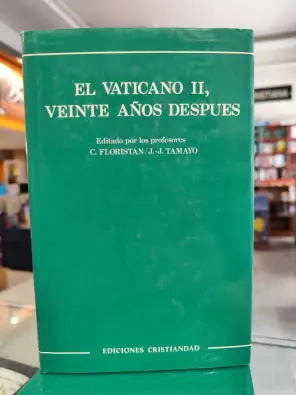 EL VATICANO II,
VEINTE AÑOS DESPUES
Editado por los profesores
C. FLORISTAN/J.-J. TAMAYO
EDICIONES CRISTIANDAD